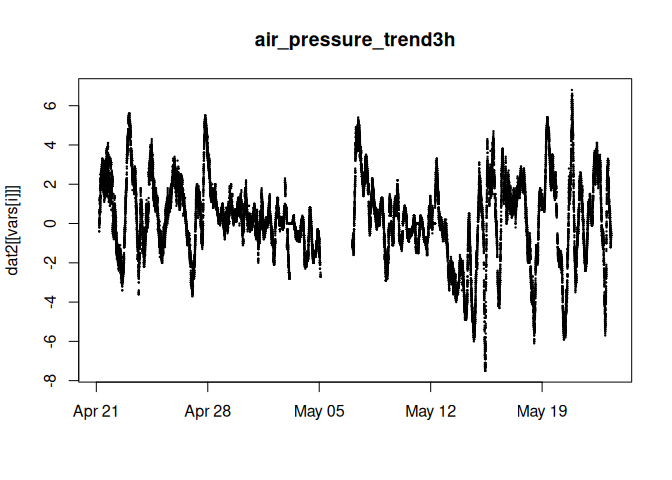 air_pressure_trend3h
dat2[[vars[i]]]
6
4
2
0
-2
-4
-6
-8
Apr 21
Apr 28
May 05
May 12
May 19